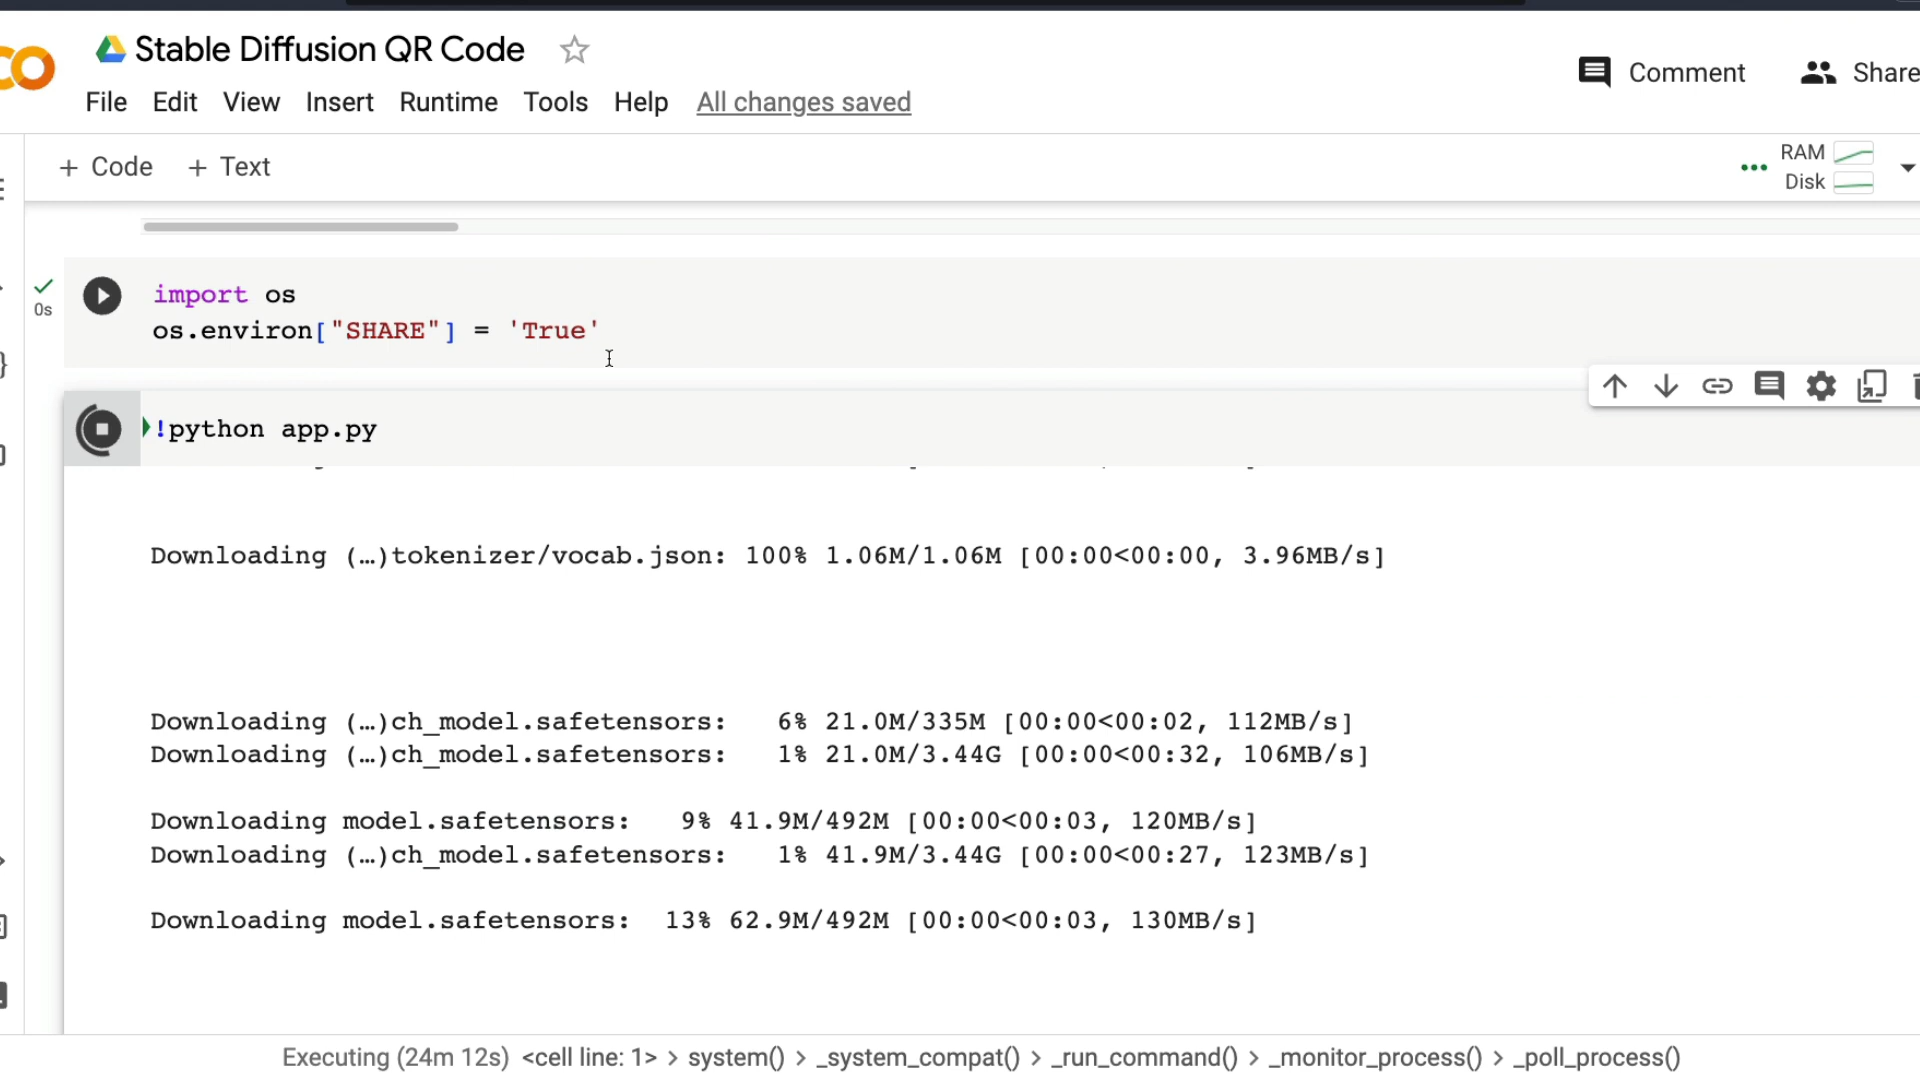 Stable Diffusion QR Code
Comment
Share
File Edit View Insert Runtime Tools Help All changes saved
+ Code + Text
RAM
Disk
0s
import os
os.environ["SHARE"] = 'True'
!python app.py
Downloading (…)tokenizer/vocab.json: 100% 1.06M/1.06M [00:00<00:00, 3.96MB/s]
Downloading (…)ch_model.safetensors:   6% 21.0M/335M [00:00<00:02, 112MB/s]
Downloading (…)ch_model.safetensors:   1% 21.0M/3.44G [00:00<00:32, 106MB/s]
Downloading model.safetensors:   9% 41.9M/492M [00:00<00:03, 120MB/s]
Downloading (…)ch_model.safetensors:   1% 41.9M/3.44G [00:00<00:27, 123MB/s]
Downloading model.safetensors:  13% 62.9M/492M [00:00<00:03, 130MB/s]
Executing (24m 12s) <cell line: 1> > system() > _system_compat() > _run_command() > _monitor_process() > _poll_process()